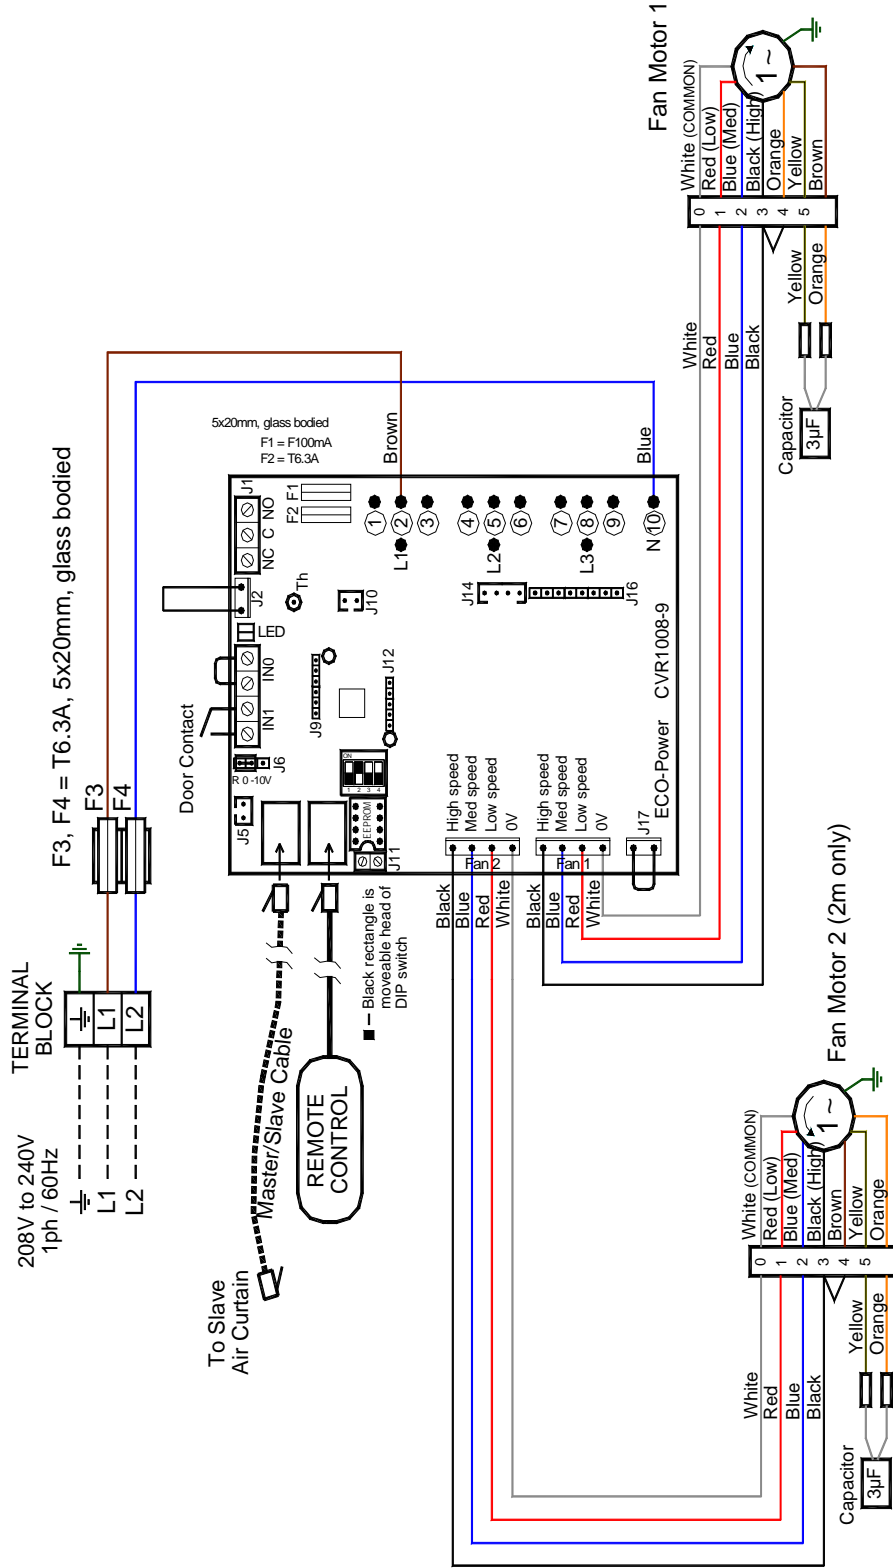 208V to 240V
1ph / 60Hz
L1
L2
TERMINAL
BLOCK
L1
L2
F3, F4 = T6.3A, 5x20mm, glass bodied
F3
F4
To Slave
Air Curtain
Master/Slave Cable
REMOTE
CONTROL
– Black rectangle is
moveable head of
DIP switch
Door Contact
5x20mm, glass bodied
F1 = F100mA
F2 = T6.3A
Brown
Blue
J5
R 0 -10V
J6
IN1
IN0
LED
J2
NC C NO
J1
F2
F1
Th
J9
J10
J12
J11
EEPROM
ON
1 2 3 4
J14
J16
1
2
3
4
5
6
7
8
9
N 10
L1
L2
L3
High speed
Med speed
Low speed
0V
Fan 2
High speed
Med speed
Low speed
0V
Fan 1
J17
ECO-Power CVR1008-9
Black
Blue
Red
White
Black
Blue
Red
White
Fan Motor 1
White (COMMON)
Red (Low)
Blue (Med)
Black (High)
Orange
Yellow
Brown
1~
0
1
2
3
4
5
White
Red
Blue
Black
Yellow
Orange
Capacitor
3µF
Fan Motor 2 (2m only)
White (COMMON)
Red (Low)
Blue (Med)
Black (High)
Brown
Yellow
Orange
1~
0
1
2
3
4
5
White
Red
Blue
Black
Yellow
Orange
Capacitor
3µF